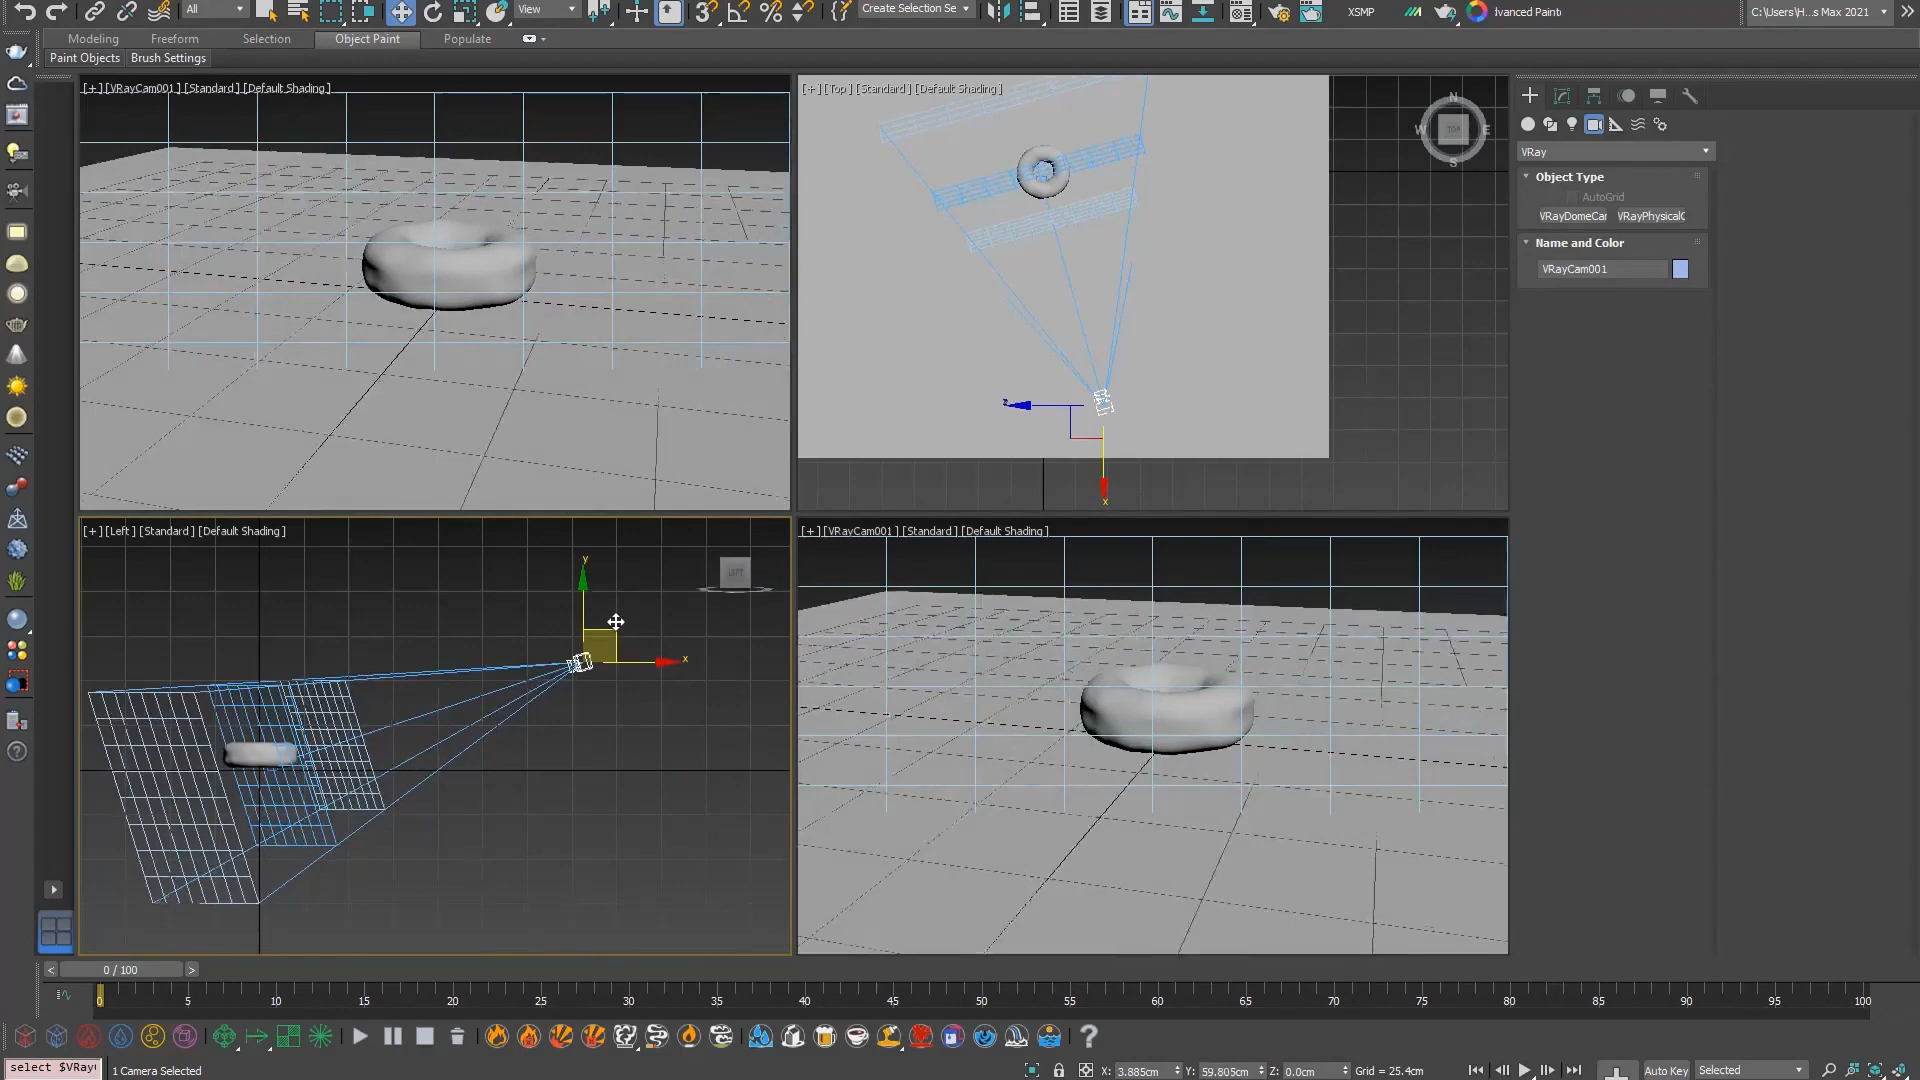 All
View
Create Selection Se
XSMP
C:\Users\H...s Max 2021
Modeling
Freeform
Selection
Object Paint
Populate
Paint Objects
Brush Settings
[+] [VRayCam001 ] [Standard ] [Default Shading ]
[+] [Top ] [Standard ] [Default Shading ]
N
W
TOP
E
S
VRay
Object Type
AutoGrid
VRayDomeCar
VRayPhysicalC
Name and Color
VRayCam001
z
x
[+] [Left ] [Standard ] [Default Shading ]
y
x
LEFT
[+] [VRayCam001 ] [Standard ] [Default Shading ]
<
0 / 100
>
0
5
10
15
20
25
30
35
40
45
50
55
60
65
70
75
80
85
90
95
100
select $VRay
1 Camera Selected
X:
3.885cm
Y:
59.805cm
Z:
0.0cm
Grid = 25.4cm
Auto Key
Selected